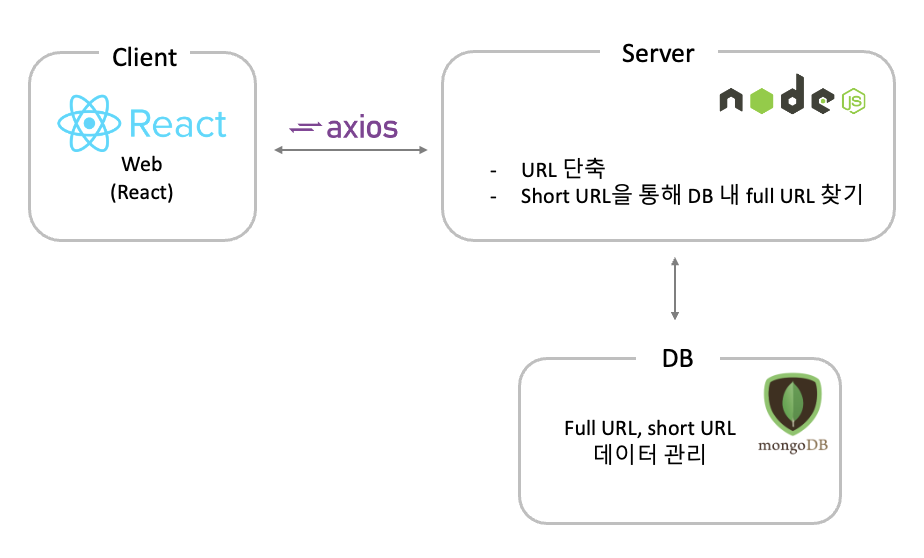 Client
React
Web
(React)
axios
Server
node
JS
- URL 단축
- Short URL을 통해 DB 내 full URL 찾기
DB
Full URL, short URL
데이터 관리
mongoDB